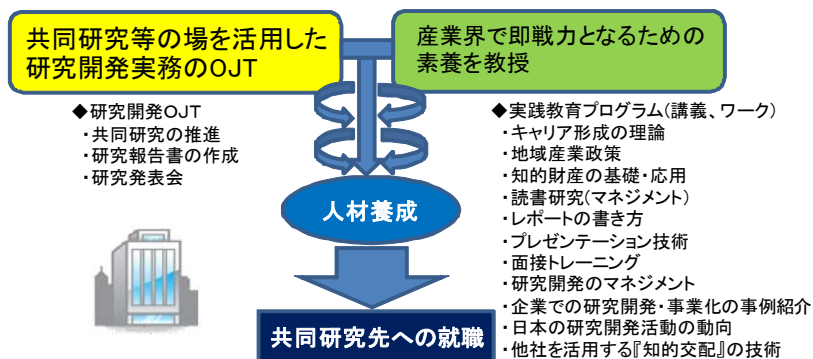 共同研究等の場を活用した
研究開発実務のOJT
産業界で即戦力となるための
素養を教授
◆研究開発OJT
・共同研究の推進
・研究報告書の作成
・研究発表会
◆実践教育プログラム(講義、ワーク)
・キャリア形成の理論
・地域産業政策
・知的財産の基礎・応用
・読書研究(マネジメント)
・レポートの書き方
・プレゼンテーション技術
・面接トレーニング
・研究開発のマネジメント
・企業での研究開発・事業化の事例紹介
・日本の研究開発活動の動向
・他社を活用する『知的交配』の技術
人材養成
共同研究先への就職